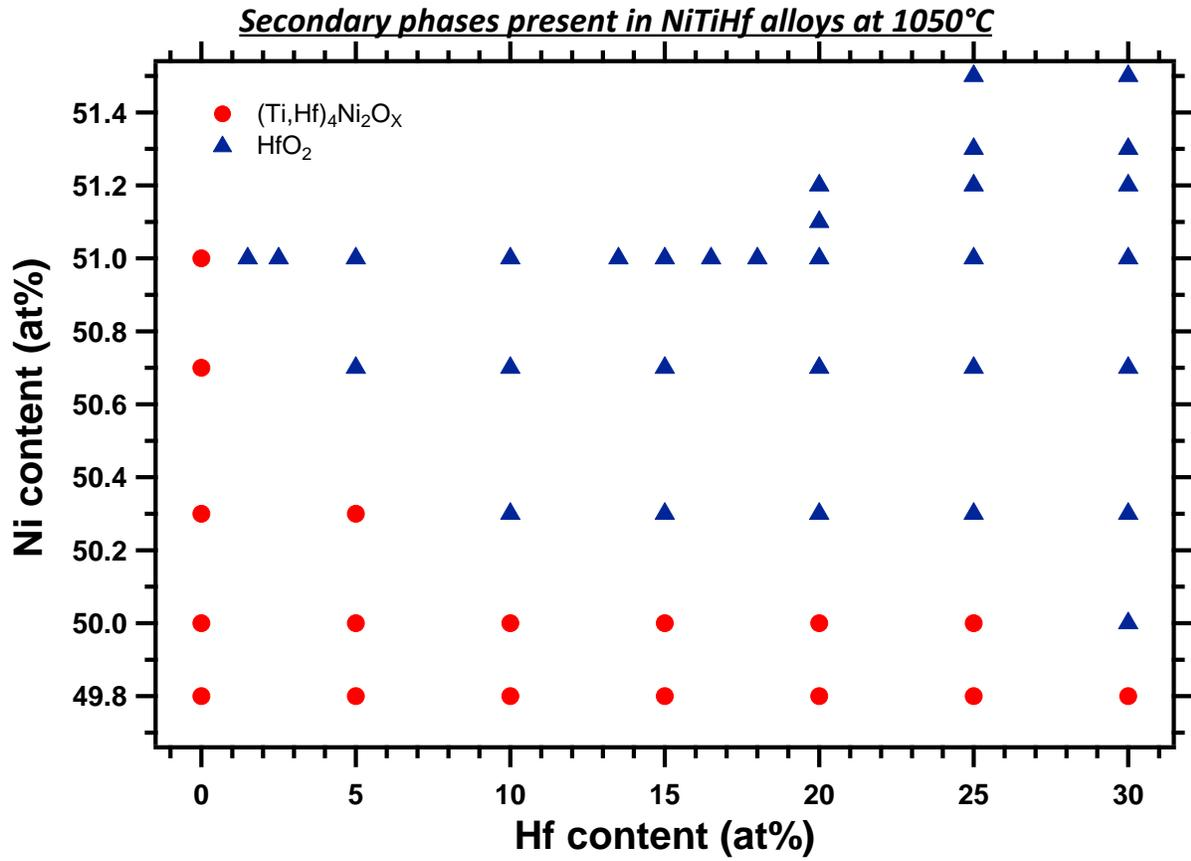 Secondary phases present in NiTiHf alloys at 1050°C
(Ti,Hf)₄Ni₂Oₓ
HfO₂
51.4
51.2
51.0
50.8
50.6
50.4
50.2
50.0
49.8
Ni content (at%)
0 5 10 15 20 25 30
Hf content (at%)